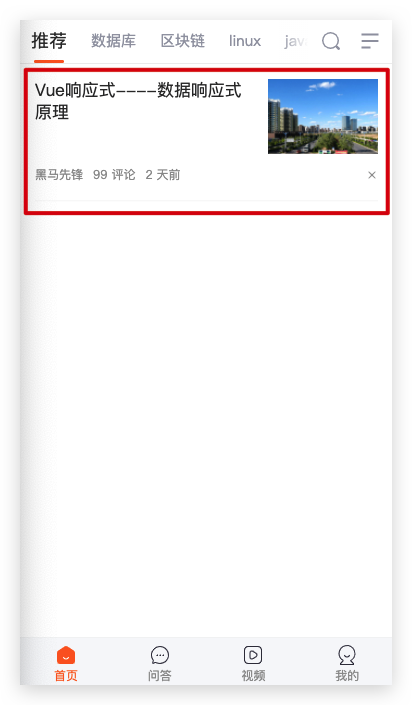 推荐 数据库 区块链 linux jav
Vue响应式----数据响应式
原理
黑马先锋 99 评论 2 天前 ×
首页 问答 视频 我的